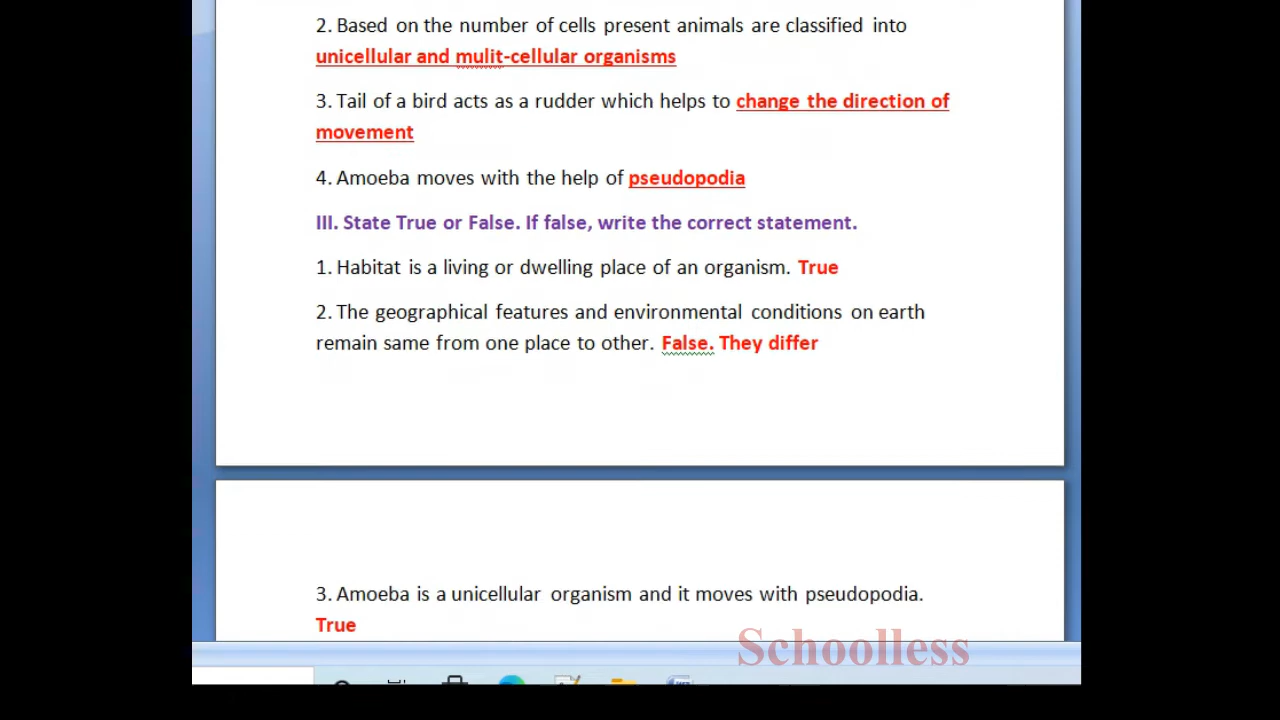 2. Based on the number of cells present animals are classified into
unicellular and mulit-cellular organisms
3. Tail of a bird acts as a rudder which helps to change the direction of
movement
4. Amoeba moves with the help of pseudopodia
III. State True or False. If false, write the correct statement.
1. Habitat is a living or dwelling place of an organism. True
2. The geographical features and environmental conditions on earth
remain same from one place to other. False. They differ
3. Amoeba is a unicellular organism and it moves with pseudopodia.
True
Schoolless